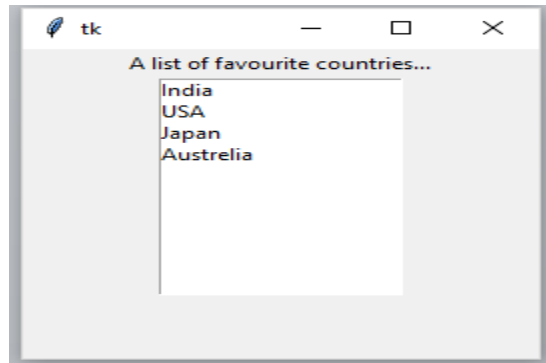 tk
A list of favourite countries...
India
USA
Japan
Austrelia